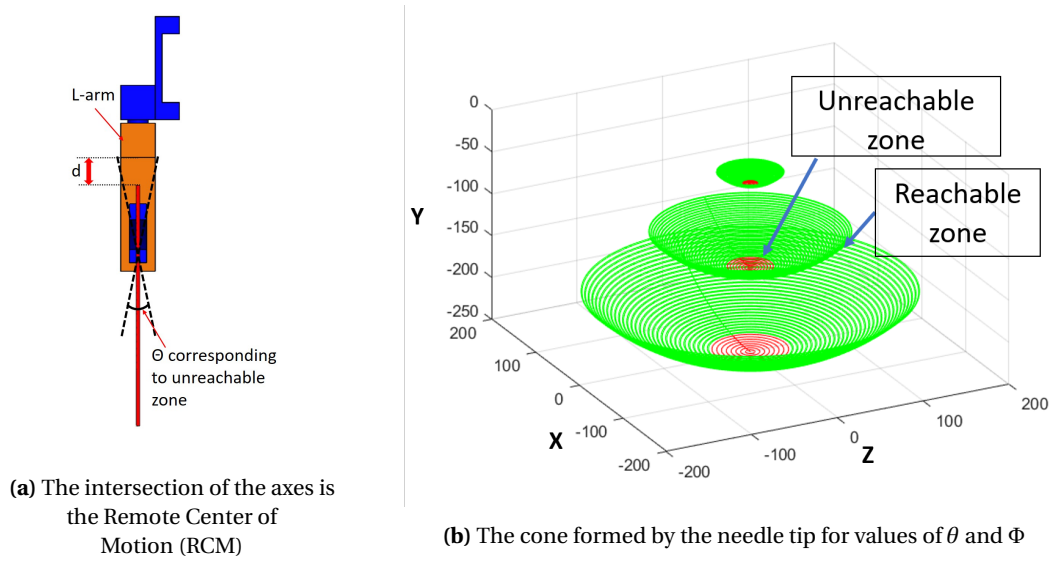 L-arm
d
Θ corresponding
to unreachable
zone
(a) The intersection of the axes is
the Remote Center of
Motion (RCM)
Unreachable
zone
Reachable
zone
Y
0
-50
-100
-150
-200
-250
200
100
0
-100
-200
X
-200
-100
0
100
200
Z
(b) The cone formed by the needle tip for values of θ and Φ